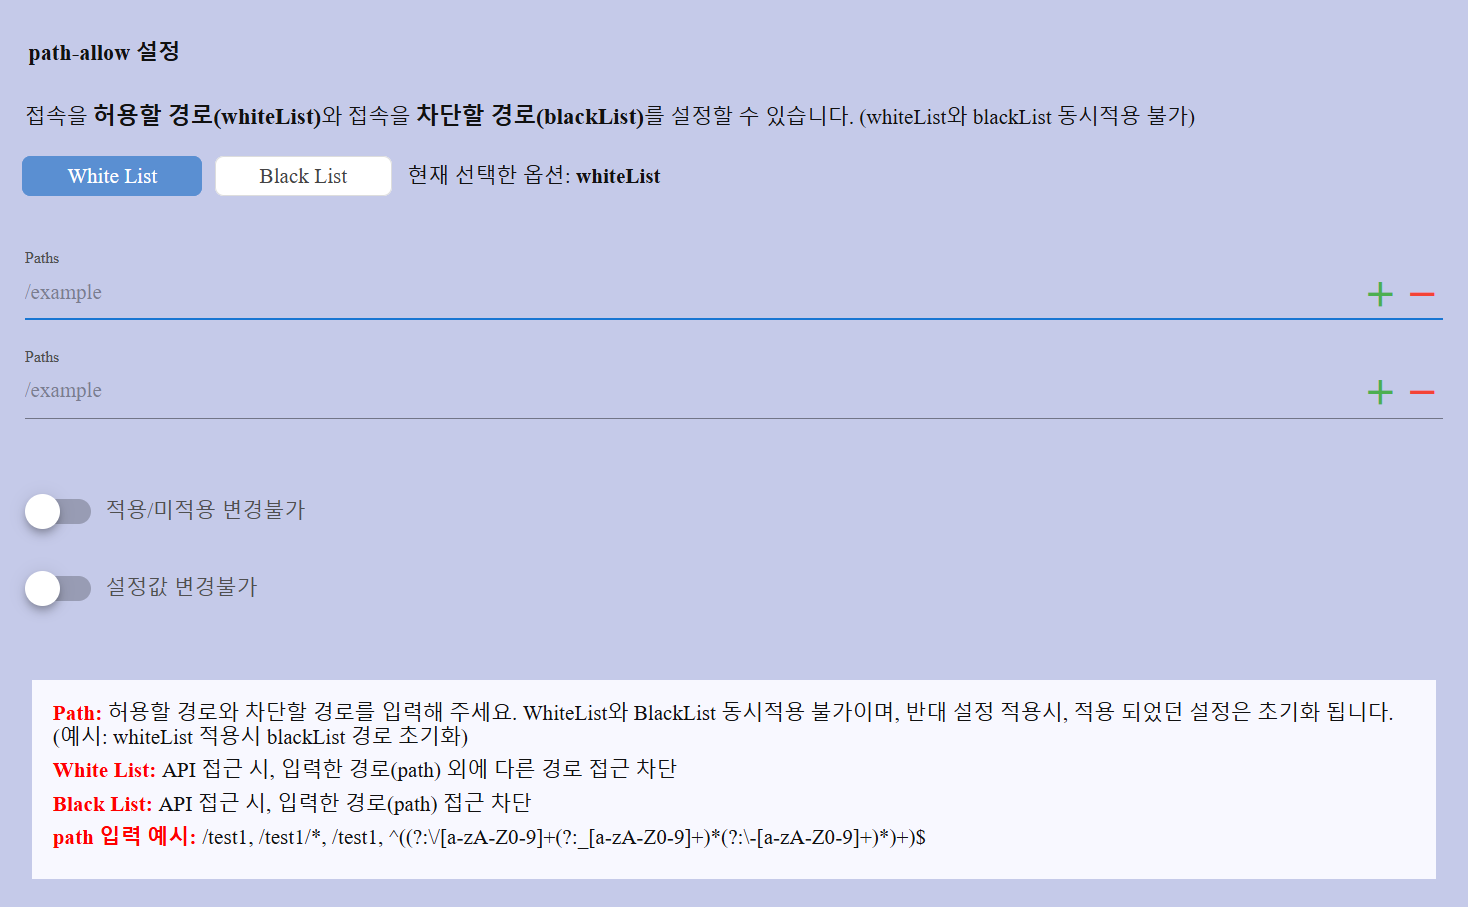 path-allow 설정
접속을 허용할 경로(whiteList)와 접속을 차단할 경로(blackList)를 설정할 수 있습니다. (whiteList와 blackList 동시적용 불가)
White List Black List 현재 선택한 옵션: whiteList
Paths
/example
Paths
/example
적용/미적용 변경불가
설정값 변경불가
Path: 허용할 경로와 차단할 경로를 입력해 주세요. WhiteList와 BlackList 동시적용 불가이며, 반대 설정 적용시, 적용 되었던 설정은 초기화 됩니다.
(예시: whiteList 적용시 blackList 경로 초기화)
White List: API 접근 시, 입력한 경로(path) 외에 다른 경로 접근 차단
Black List: API 접근 시, 입력한 경로(path) 접근 차단
path 입력 예시: /test1, /test1/*, /test1, ^((?:\/[a-zA-Z0-9]+(?:_[a-zA-Z0-9]+)*(?:\-[a-zA-Z0-9]+)*)+)$